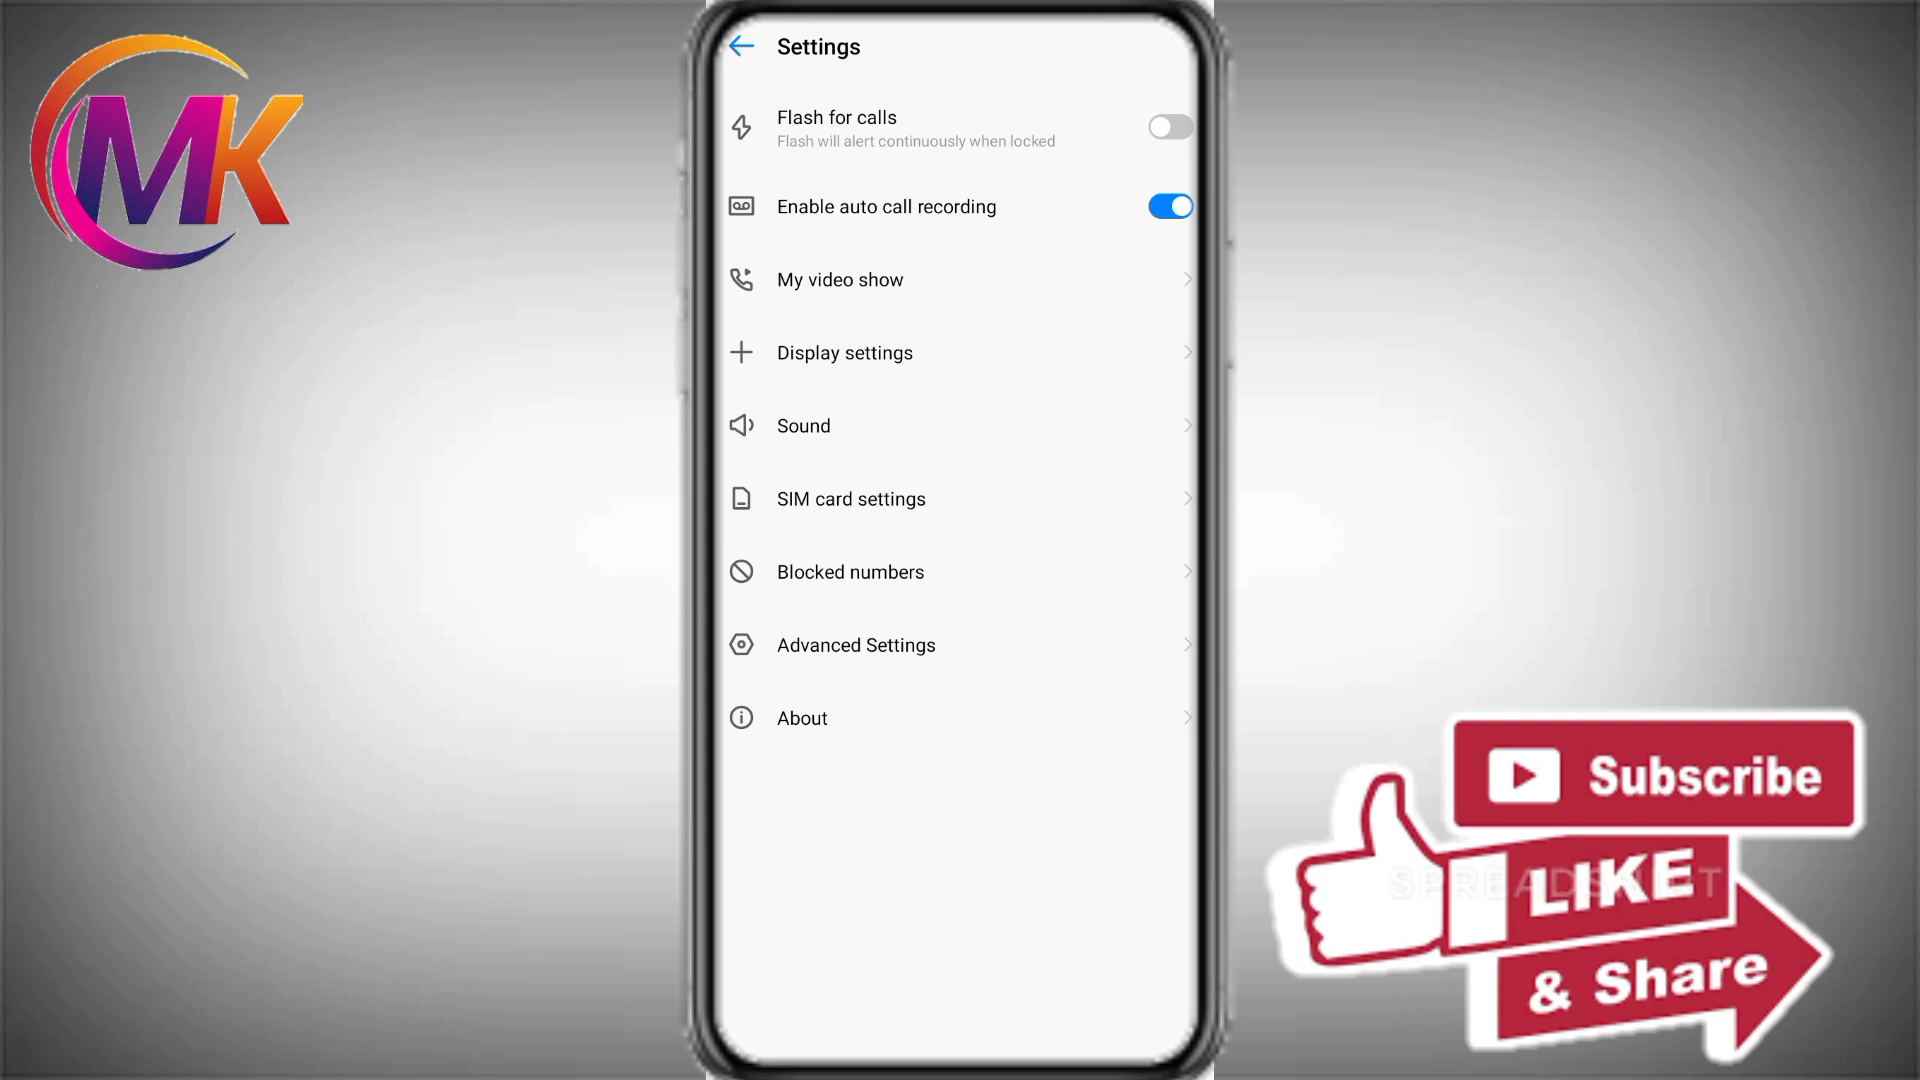 MK
Settings
Flash for calls
Flash will alert continuously when locked
Enable auto call recording
My video show
Display settings
Sound
SIM card settings
Blocked numbers
Advanced Settings
About
Subscribe
LIKE
& Share